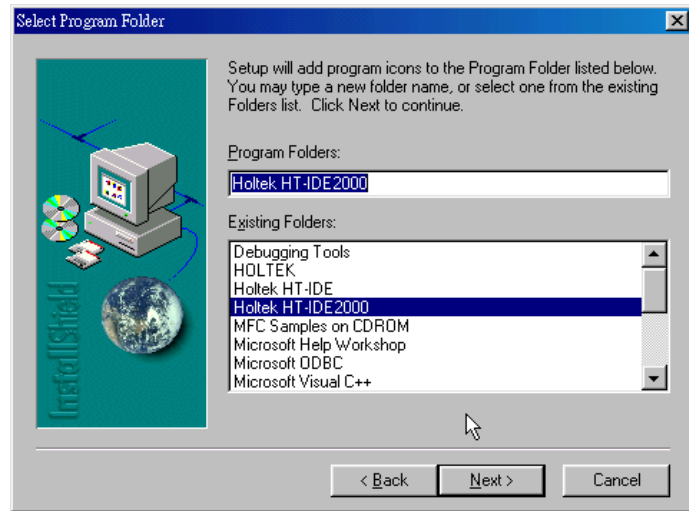 Select Program Folder
Setup will add program icons to the Program Folder listed below.
You may type a new folder name, or select one from the existing
Folders list. Click Next to continue.
Program Folders:
Holtek HT-IDE2000
Existing Folders:
Debugging Tools
HOLTEK
Holtek HT-IDE
Holtek HT-IDE2000
MFC Samples on CDROM
Microsoft Help Workshop
Microsoft ODBC
Microsoft Visual C++
InstallShield
< Back
Next >
Cancel